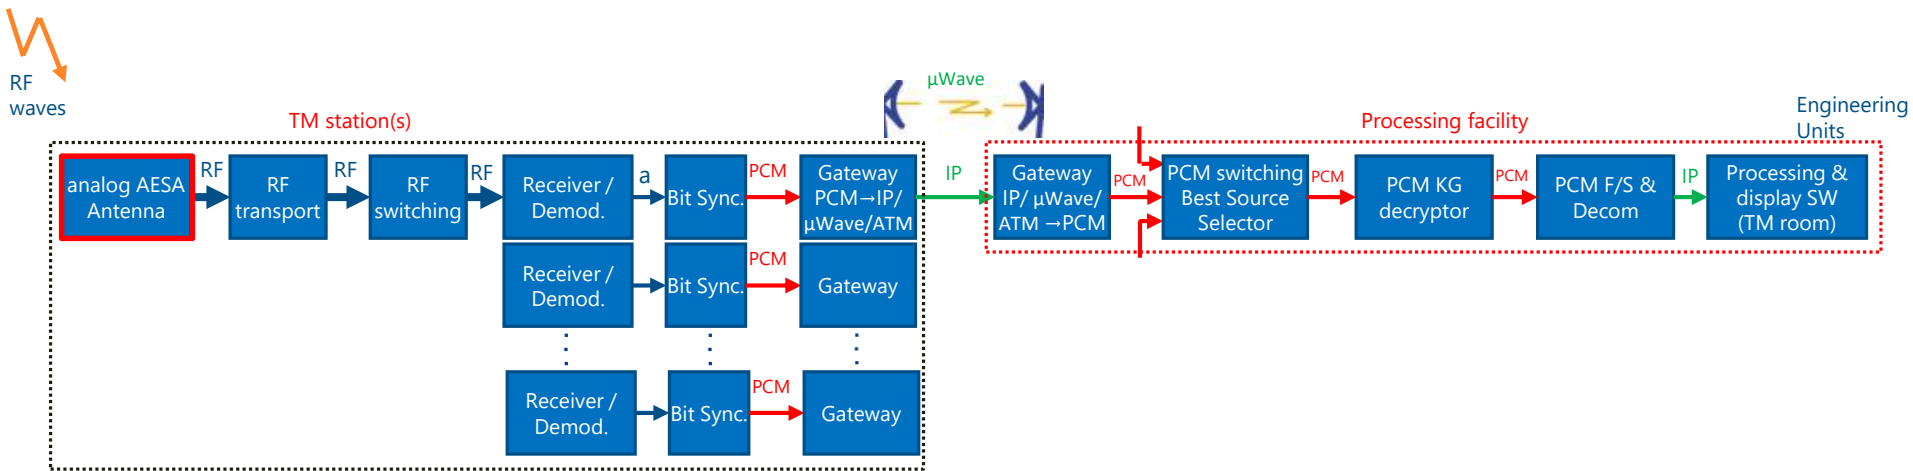 RF
waves
TM station(s)
µWave
Processing facility
Engineering
Units
analog AESA
Antenna
RF
RF
transport
RF
RF
switching
RF
Receiver /
Demod.
a
Bit Sync.
PCM
Gateway
PCM→IP/
µWave/ATM
IP
Gateway
IP/ µWave/
ATM →PCM
PCM
PCM switching
Best Source
Selector
PCM
PCM KG
decryptor
PCM
PCM F/S &
Decom
IP
Processing &
display SW
(TM room)
Receiver /
Demod.
Bit Sync.
PCM
Gateway
Receiver /
Demod.
Bit Sync.
PCM
Gateway